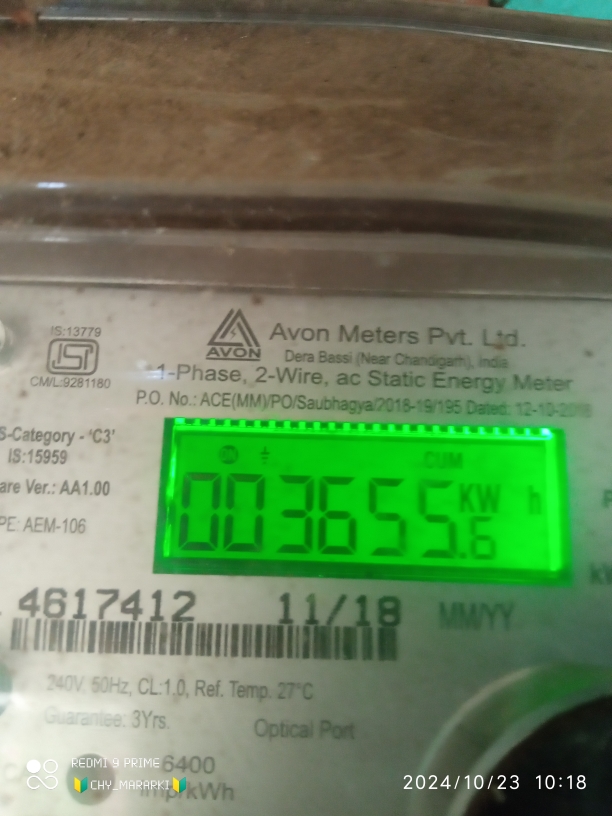 IS:13779
CM/L:9281180
AVON
Avon Meters Pvt. Ltd.
Dera Bassi (Near Chandigarh), India
1-Phase, 2-Wire, ac Static Energy Meter
P.O. No.: ACE(MM)/PO/Saubhagya/2018-19/195 Dated: 12-10-2018
S-Category - 'C3'
IS:15959
are Ver.: AA1.00
PE: AEM-106
CUM
003655.6 KW h
4617412 11/18 MM/YY
240V, 50Hz, CL:1.0, Ref. Temp. 27°C
Guarantee: 3Yrs.
Optical Port
6400
imp/kWh
REDMI 9 PRIME
CHY_MARAPKI
2024/10/23 10:18